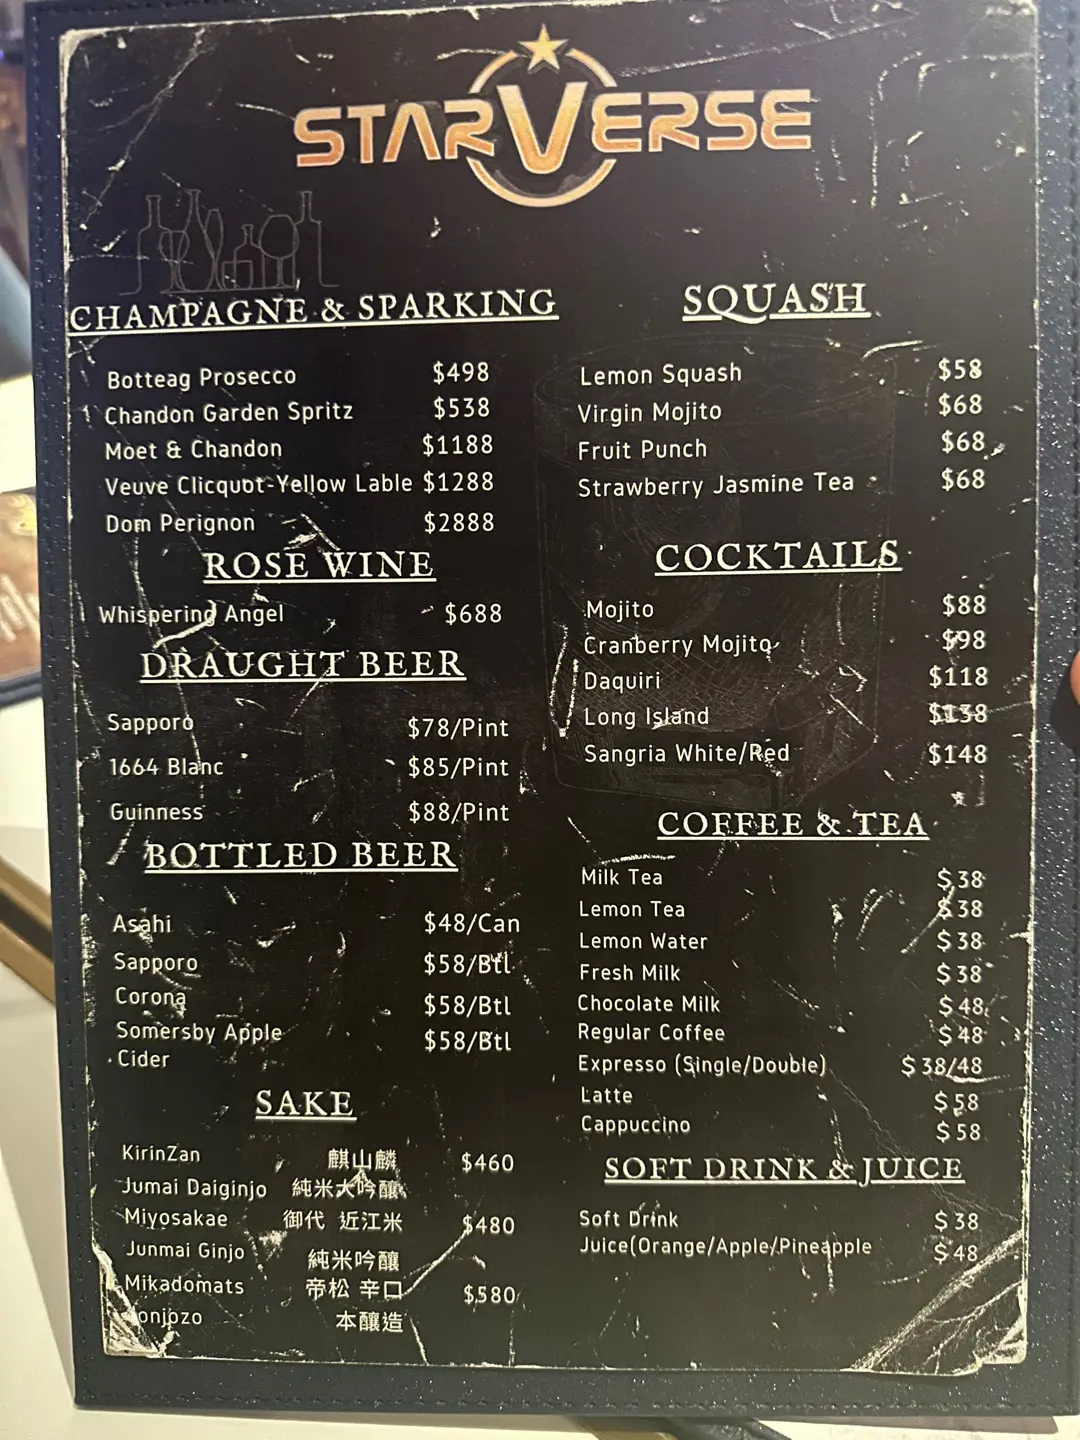 STARVERSE
CHAMPAGNE & SPARKING
Botteag Prosecco $498
Chandon Garden Spritz $538
Moet & Chandon $1188
Veuve Clicquot-Yellow Lable $1288
Dom Perignon $2888
ROSE WINE
Whispering Angel $688
DRAUGHT BEER
Sapporo $78/Pint
1664 Blanc $85/Pint
Guinness $88/Pint
BOTTLED BEER
Asahi $48/Can
Sapporo $58/Btl
Corona $58/Btl
Somersby Apple $58/Btl
Cider
SAKE
KirinZan 麒山麟 $460
Jumai Daiginjo 純米大吟釀
Miyosakae 御代 近江米 $480
Junmai Ginjo 純米吟釀
Mikadomats 帝松 辛口 $580
onjozo 本釀造
SQUASH
Lemon Squash $58
Virgin Mojito $68
Fruit Punch $68
Strawberry Jasmine Tea $68
COCKTAILS
Mojito $88
Cranberry Mojito $98
Daquiri $118
Long Island $138
Sangria White/Red $148
COFFEE & TEA
Milk Tea $38
Lemon Tea $38
Lemon Water $38
Fresh Milk $38
Chocolate Milk $48
Regular Coffee $48
Expresso (Single/Double) $38/48
Latte $58
Cappuccino $58
SOFT DRINK & JUICE
Soft Drink $38
Juice(Orange/Apple/Pineapple $48